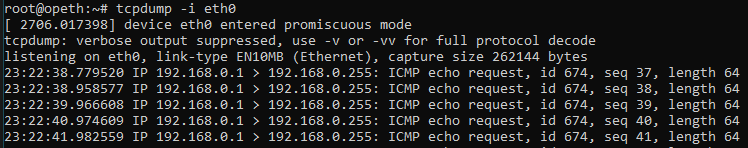 root@opeth:~# tcpdump -i eth0
[ 2706.017398] device eth0 entered promiscuous mode
tcpdump: verbose output suppressed, use -v or -vv for full protocol decode
listening on eth0, link-type EN10MB (Ethernet), capture size 262144 bytes
23:22:38.779520 IP 192.168.0.1 > 192.168.0.255: ICMP echo request, id 674, seq 37, length 64
23:22:38.958577 IP 192.168.0.1 > 192.168.0.255: ICMP echo request, id 674, seq 38, length 64
23:22:39.966608 IP 192.168.0.1 > 192.168.0.255: ICMP echo request, id 674, seq 39, length 64
23:22:40.974609 IP 192.168.0.1 > 192.168.0.255: ICMP echo request, id 674, seq 40, length 64
23:22:41.982559 IP 192.168.0.1 > 192.168.0.255: ICMP echo request, id 674, seq 41, length 64